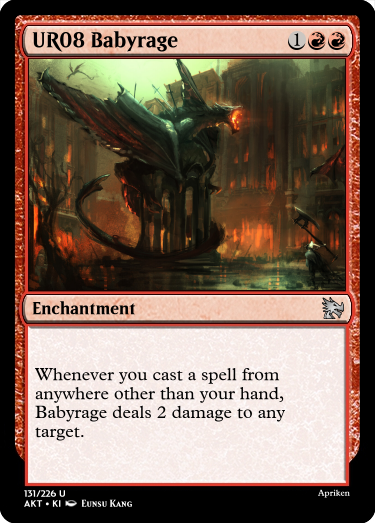 UR08 Babyrage 1
Enchantment
Whenever you cast a spell from
anywhere other than your hand,
Babyrage deals 2 damage to any
target.
131/226 U Apriken
AKT • KI Eunsu Kang